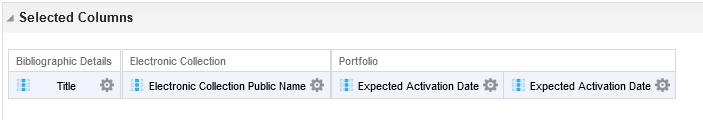 Selected Columns
Bibliographic Details Electronic Collection Portfolio
Title Electronic Collection Public Name Expected Activation Date Expected Activation Date